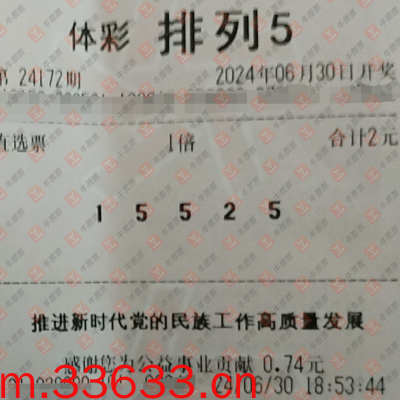 体彩 排列5
第 24172期 2024年06月30日开奖
直选票 1倍 合计2元
1 5 5 2 5
推进新时代党的民族工作高质量发展
感谢您为公益事业贡献 0.74元
m.33633.cn
24/06/30 18:53:44